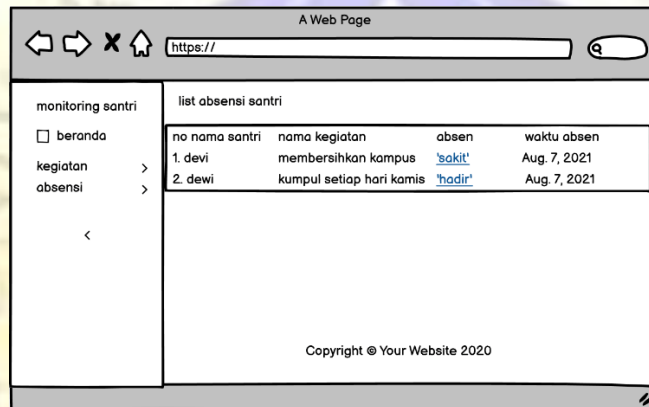 A Web Page
https://
monitoring santri
beranda
kegiatan >
absensi >
<
list absensi santri
no nama santri nama kegiatan absen waktu absen
1. devi membersihkan kampus 'sakit' Aug. 7, 2021
2. dewi kumpul setiap hari kamis 'hadir' Aug. 7, 2021
Copyright © Your Website 2020